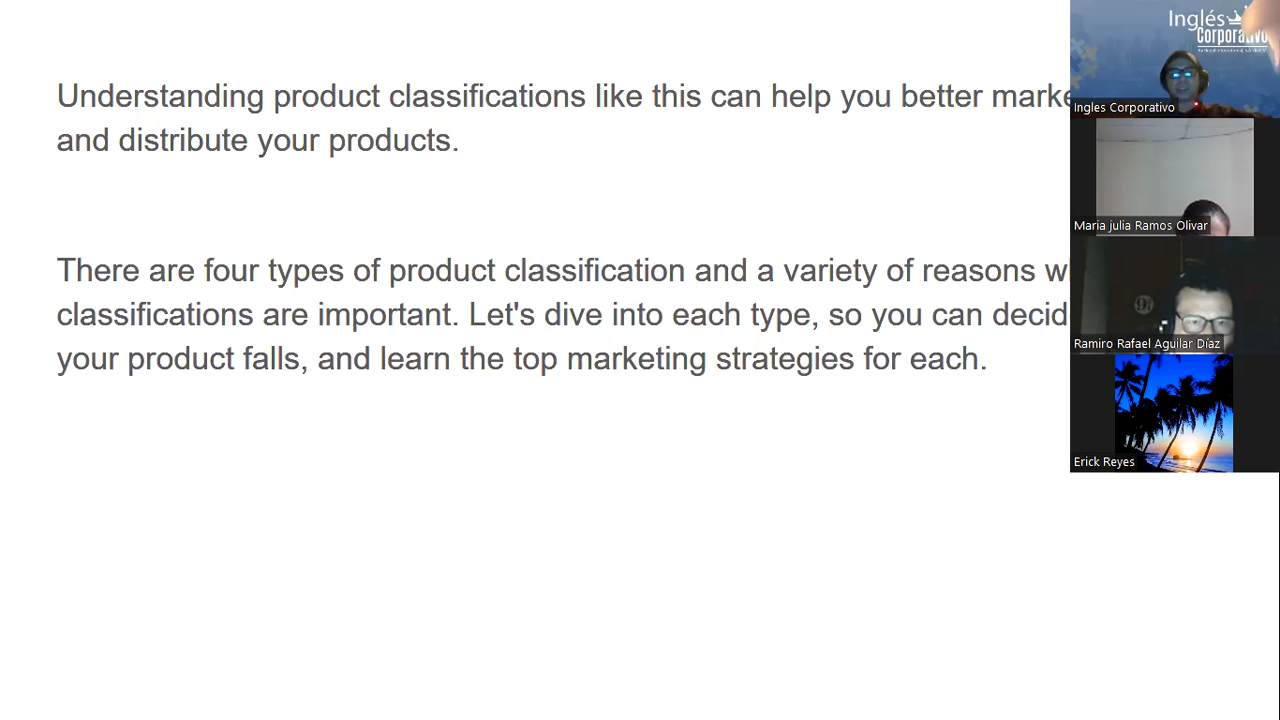 Understanding product classifications like this can help you better mark
and distribute your products.
There are four types of product classification and a variety of reasons
classifications are important. Let's dive into each type, so you can decid
your product falls, and learn the top marketing strategies for each.
Inglés
Corporativo
Ingles Corporativo
Maria julia Ramos Olivar
Ramiro Rafael Aguilar Díaz
Erick Reyes